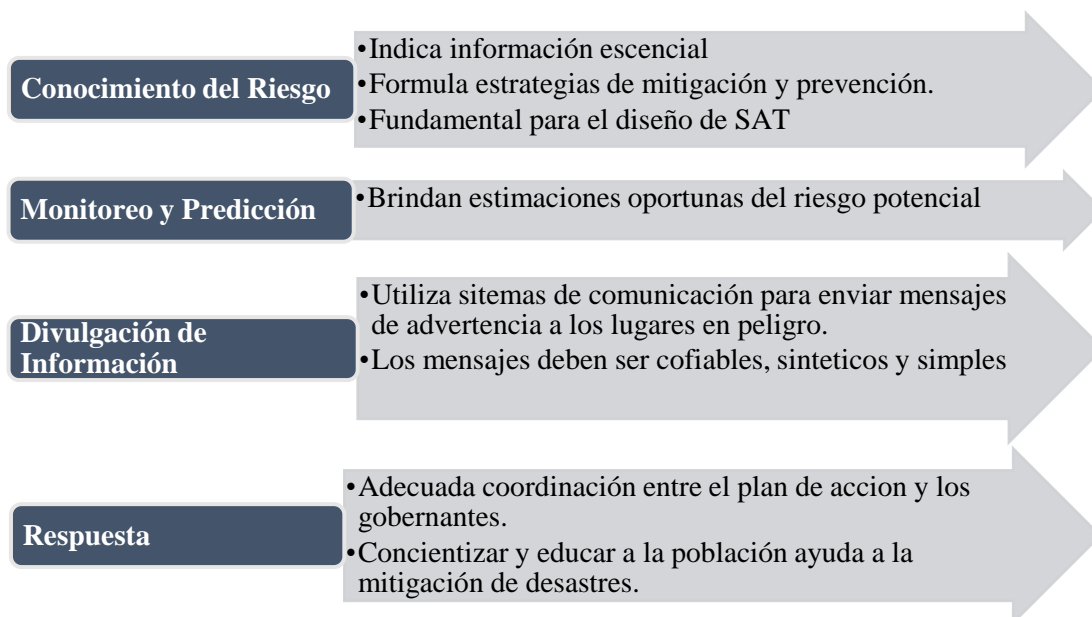 Conocimiento del Riesgo
•Indica información escencial
•Formula estrategias de mitigación y prevención.
•Fundamental para el diseño de SAT
Monitoreo y Predicción
•Brindan estimaciones oportunas del riesgo potencial
Divulgación de
Información
•Utiliza sitemas de comunicación para enviar mensajes
de advertencia a los lugares en peligro.
•Los mensajes deben ser cofiables, sinteticos y simples
Respuesta
•Adecuada coordinación entre el plan de accion y los
gobernantes.
•Concientizar y educar a la población ayuda a la
mitigación de desastres.